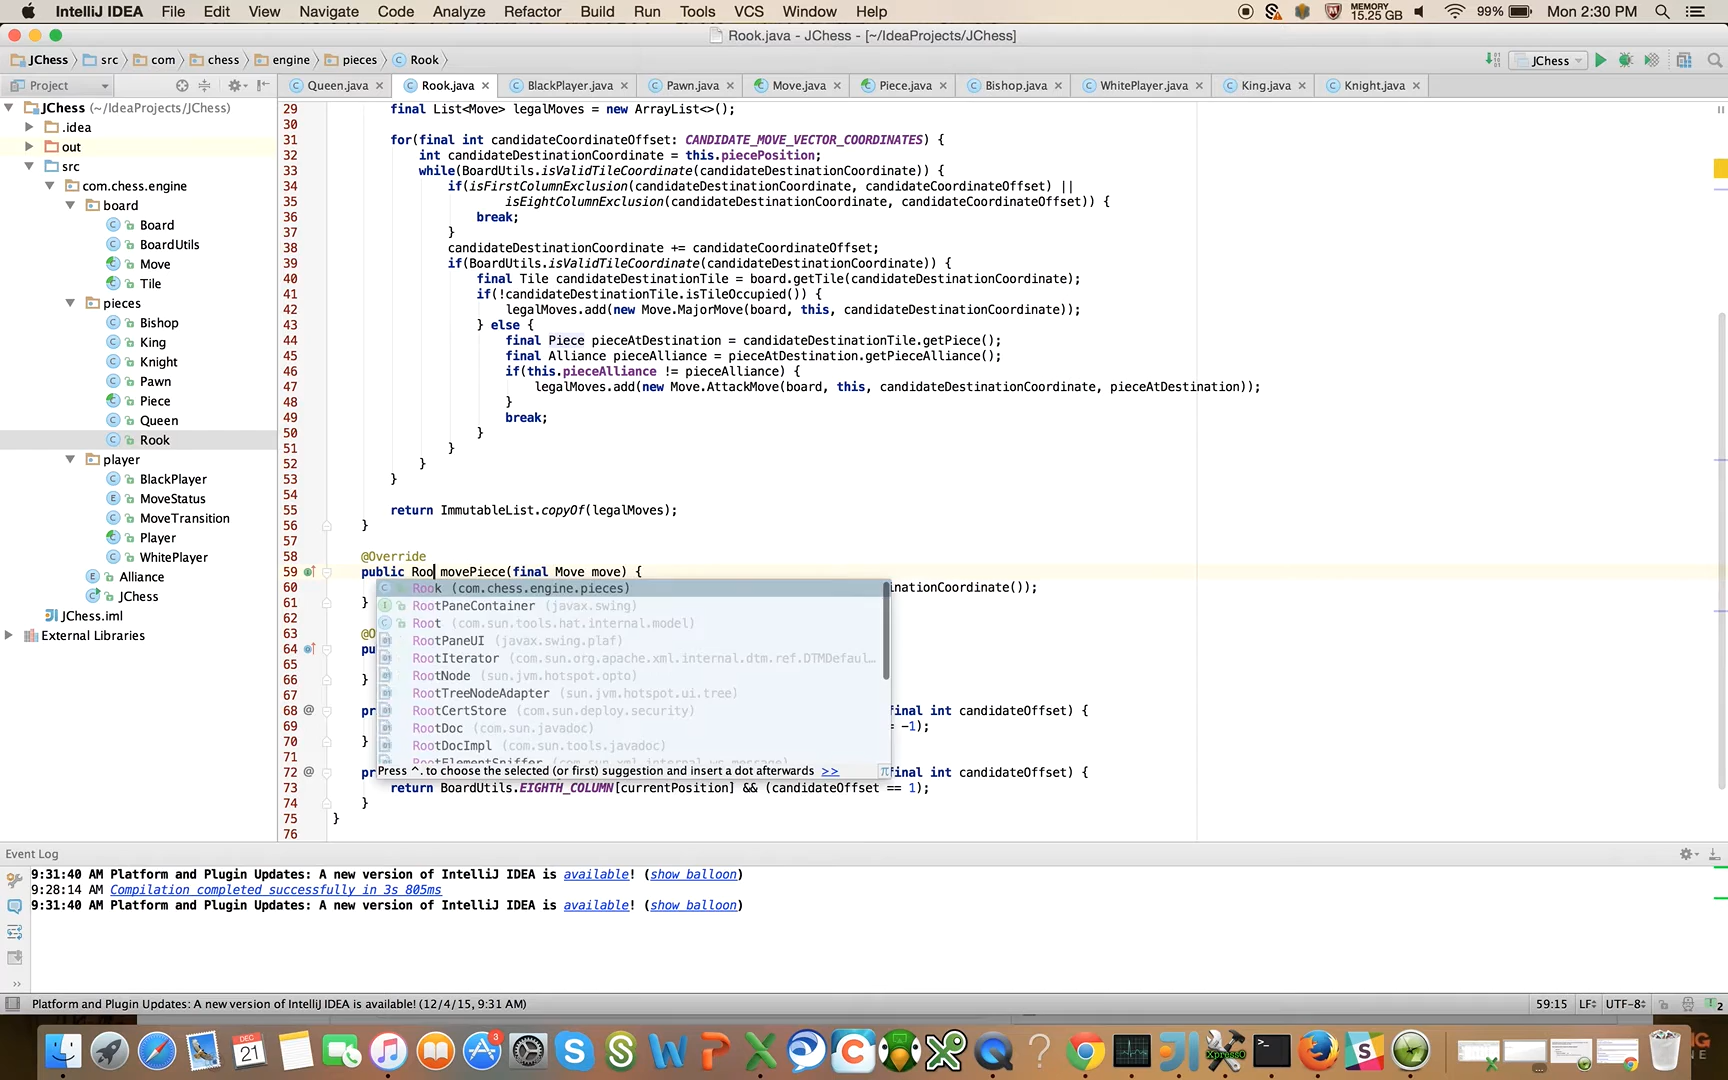 IntelliJ IDEA File Edit View Navigate Code Analyze Refactor Build Run Tools VCS Window Help MEMORY 15.25 GB 99% Mon 2:30 PM
Rook.java - JChess - [~/IdeaProjects/JChess]
JChess src com chess engine pieces Rook JChess
Project Queen.java Rook.java BlackPlayer.java Pawn.java Move.java Piece.java Bishop.java WhitePlayer.java King.java Knight.java
JChess (~/IdeaProjects/JChess)
.idea
out
src
com.chess.engine
board
Board
BoardUtils
Move
Tile
pieces
Bishop
King
Knight
Pawn
Piece
Queen
Rook
player
BlackPlayer
MoveStatus
MoveTransition
Player
WhitePlayer
Alliance
JChess
JChess.iml
External Libraries
29 final List<Move> legalMoves = new ArrayList<>();
30
31 for(final int candidateCoordinateOffset: CANDIDATE_MOVE_VECTOR_COORDINATES) {
32 int candidateDestinationCoordinate = this.piecePosition;
33 while(BoardUtils.isValidTileCoordinate(candidateDestinationCoordinate)) {
34 if(isFirstColumnExclusion(candidateDestinationCoordinate, candidateCoordinateOffset) ||
35 isEightColumnExclusion(candidateDestinationCoordinate, candidateCoordinateOffset)) {
36 break;
37 }
38 candidateDestinationCoordinate += candidateCoordinateOffset;
39 if(BoardUtils.isValidTileCoordinate(candidateDestinationCoordinate)) {
40 final Tile candidateDestinationTile = board.getTile(candidateDestinationCoordinate);
41 if(!candidateDestinationTile.isTileOccupied()) {
42 legalMoves.add(new Move.MajorMove(board, this, candidateDestinationCoordinate));
43 } else {
44 final Piece pieceAtDestination = candidateDestinationTile.getPiece();
45 final Alliance pieceAlliance = pieceAtDestination.getPieceAlliance();
46 if(this.pieceAlliance != pieceAlliance) {
47 legalMoves.add(new Move.AttackMove(board, this, candidateDestinationCoordinate, pieceAtDestination));
48 }
49 break;
50 }
51 }
52 }
53 }
54
55 return ImmutableList.copyOf(legalMoves);
56 }
57
58 @Override
59 public Roo movePiece(final Move move) {
60 inationCoordinate());
61 }
62
63 @O
64 pu
65
66 }
67
68 @ pr final int candidateOffset) {
69 = -1);
70 }
71
72 @ pr final int candidateOffset) {
73 return BoardUtils.EIGHTH_COLUMN[currentPosition] && (candidateOffset == 1);
74 }
75 }
76
Rook (com.chess.engine.pieces)
RootPaneContainer (javax.swing)
Root (com.sun.tools.hat.internal.model)
RootPaneUI (javax.swing.plaf)
RootIterator (com.sun.org.apache.xml.internal.dtm.ref.DTMDefaul...
RootNode (sun.jvm.hotspot.opto)
RootTreeNodeAdapter (sun.jvm.hotspot.ui.tree)
RootCertStore (com.sun.deploy.security)
RootDoc (com.sun.javadoc)
RootDocImpl (com.sun.tools.javadoc)
RootElementSniffer (com.sun.xml.internal.ws.message)
Press ^. to choose the selected (or first) suggestion and insert a dot afterwards >>
Event Log
9:31:40 AM Platform and Plugin Updates: A new version of IntelliJ IDEA is available! (show balloon)
9:28:14 AM Compilation completed successfully in 3s 805ms
9:31:40 AM Platform and Plugin Updates: A new version of IntelliJ IDEA is available! (show balloon)
Platform and Plugin Updates: A new version of IntelliJ IDEA is available! (12/4/15, 9:31 AM) 59:15 LF UTF-8 2
DEC 21 3